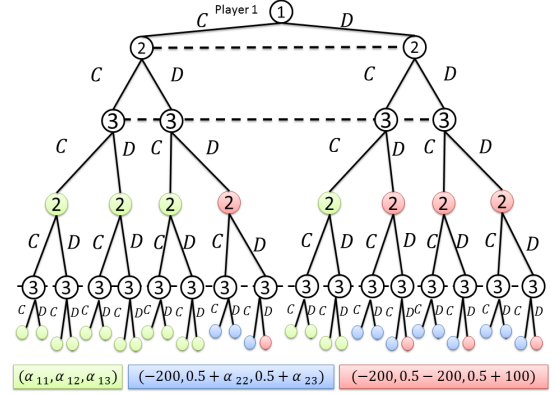 Player 1
1
C D
2 2
C D C D
3 3 3 3
C D C D C D C D
2 2 2 2 2 2 2 2
C D C D C D C D C D C D C D C D
3 3 3 3 3 3 3 3 3 3 3 3 3 3 3 3
C D C D C D C D C D C D C D C D C D C D C D C D C D C D C D C D
(α₁₁, α₁₂, α₁₃) (−200, 0.5 + α₂₂, 0.5 + α₂₃) (−200, 0.5 − 200, 0.5 + 100)